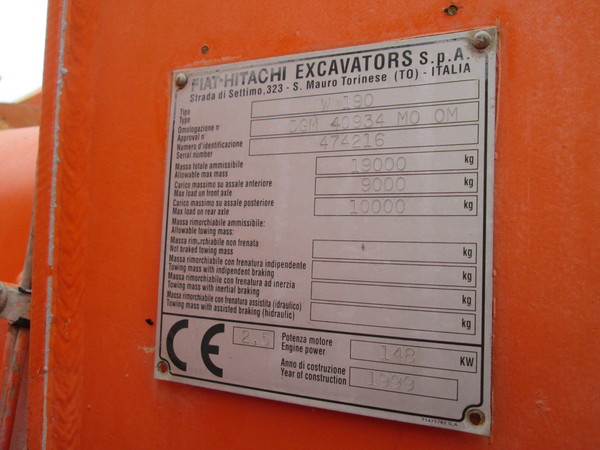 FIAT-HITACHI EXCAVATORS S.p.A.
Strada di Settimo, 323 - S. Mauro Torinese (TO) - ITALIA
Tipo
Type
W 190
Omologazione n°
Approval n°
DGM 40934 MO OM
Numero d'identificazione
Serial number
474216
Massa totale ammissibile
Allowable max mass
19000 kg
Carico massimo su assale anteriore
Max load on front axle
9000 kg
Carico massimo su assale posteriore
Max load on rear axle
10000 kg
Massa rimorchiabile ammissibile:
Allowable towing mass:
Massa rimorchiabile non frenata
Not braked towing mass
kg
Massa rimorchiabile con frenatura indipendente
Towing mass with indipendent braking
kg
Massa rimorchiabile con frenatura ad inerzia
Towing mass with inertial braking
kg
Massa rimorchiabile con frenatura assistita (idraulico)
Towing mass with assisted braking (hidraulic)
kg
CE
Potenza motore
Engine power
148 KW
Anno di costruzione
Year of construction
1999